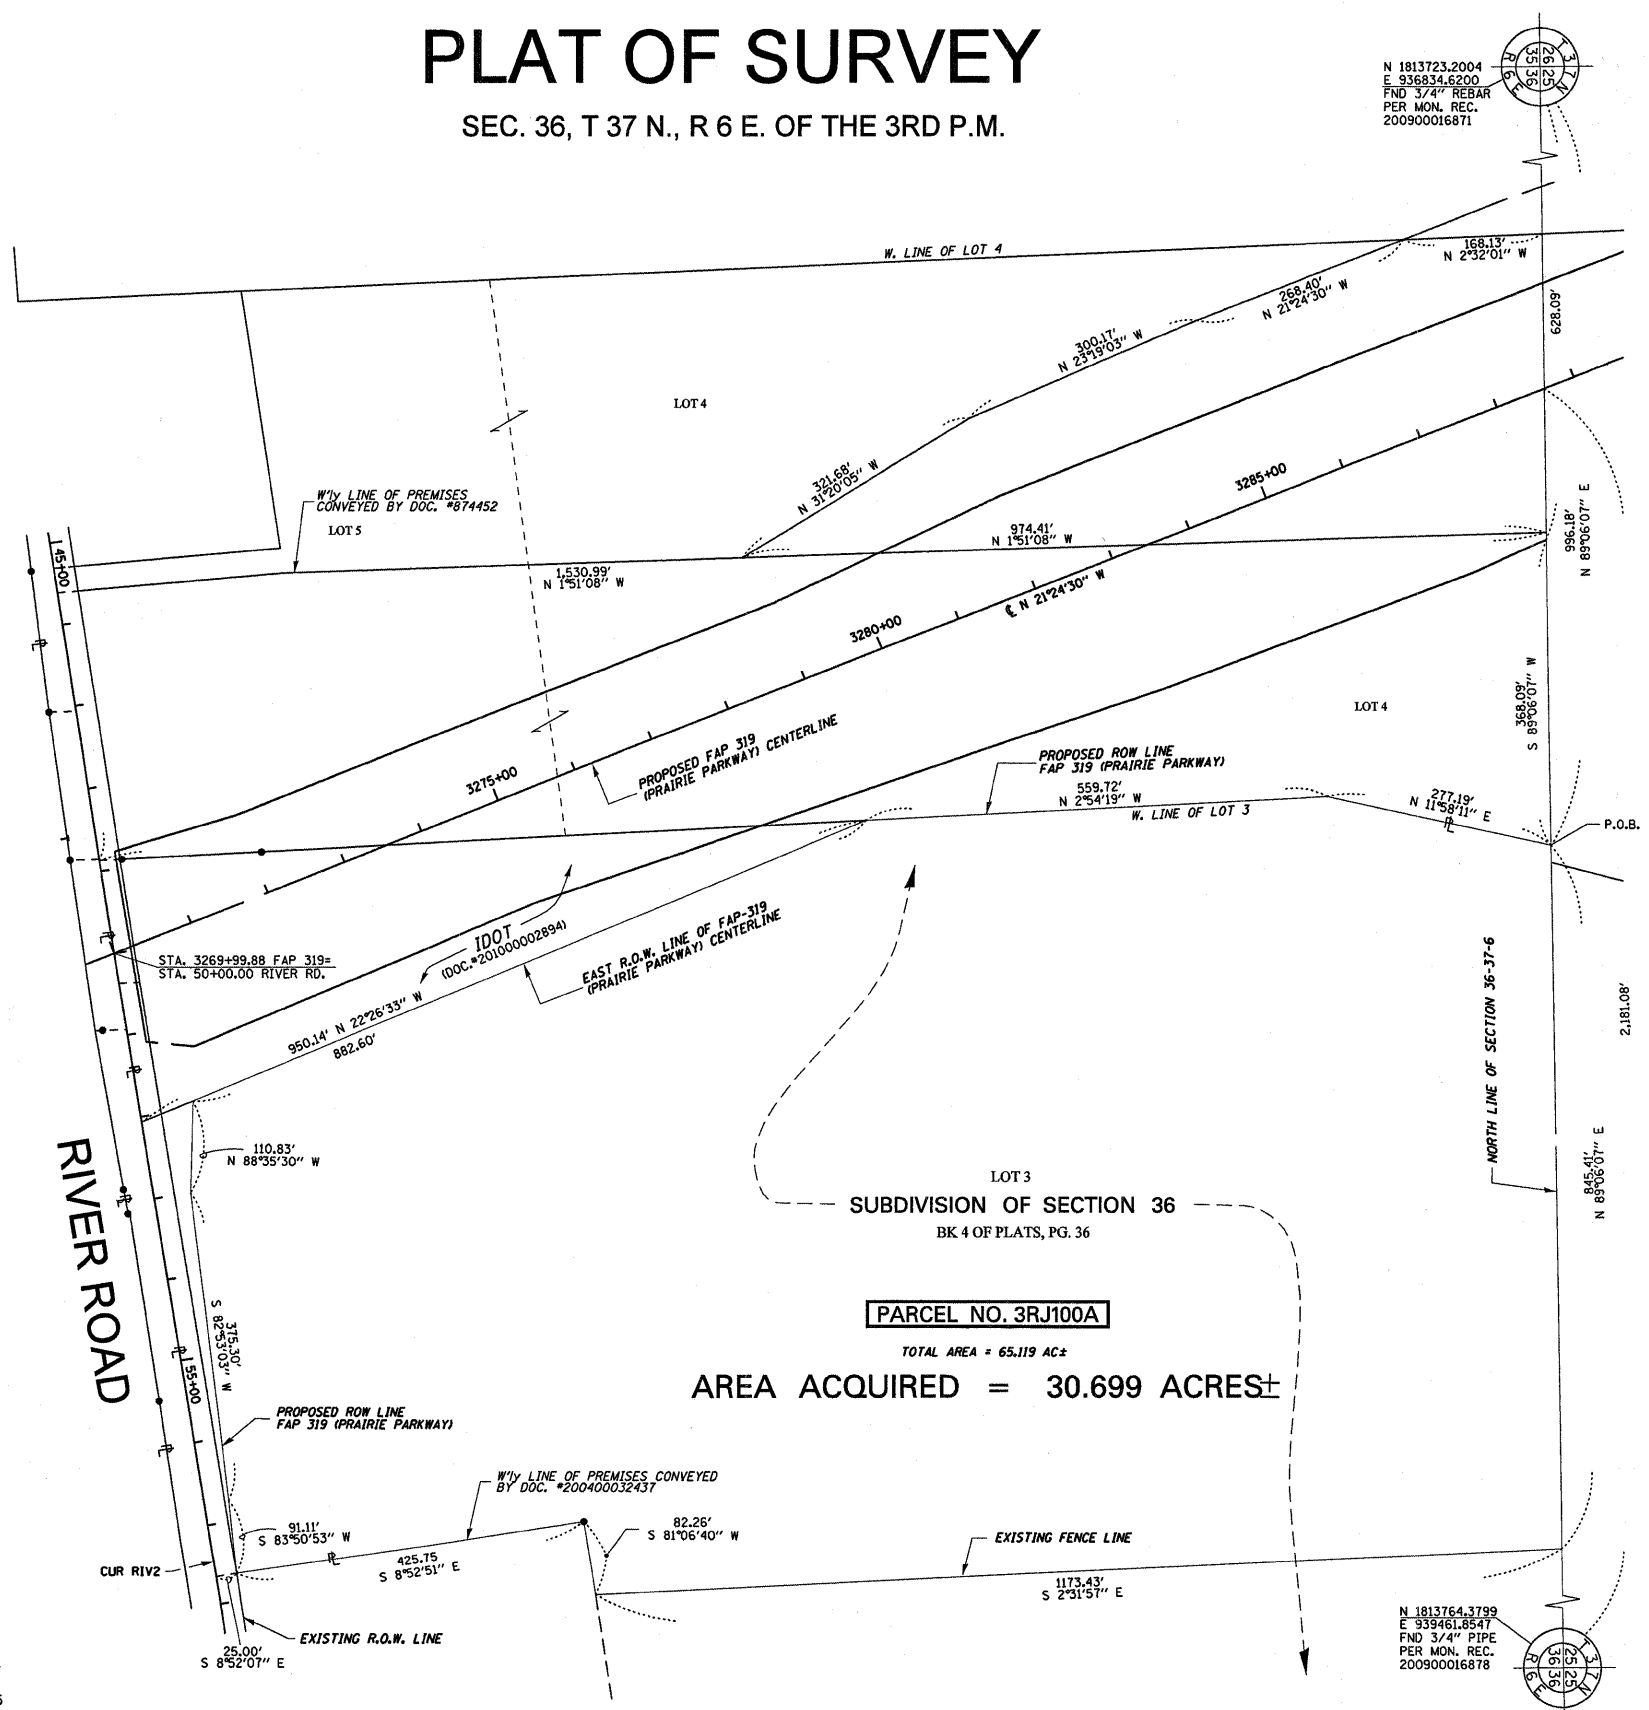 PLAT OF SURVEY
SEC. 36, T 37 N., R 6 E. OF THE 3RD P.M.
N 1813723.2004
E 936834.6200
FND 3/4" REBAR
PER MON. REC.
200900016871
T 37 N
R 6 E
26 25
35 36
W. LINE OF LOT 4
168.13'
N 2°32'01" W
268.40'
N 21°24'30" W
628.09'
300.17'
N 23°19'03" W
LOT 4
321.68'
N 31°20'05" W
3285+00
W'ly LINE OF PREMISES
CONVEYED BY DOC. #874452
LOT 5
45+00
974.41'
N 1°51'08" W
996.18'
N 89°06'07" E
1,530.99'
N 1°51'08" W
℄ N 21°24'30" W
3280+00
368.09'
S 89°06'07" W
LOT 4
PROPOSED FAP 319
(PRAIRIE PARKWAY) CENTERLINE
3275+00
PROPOSED ROW LINE
FAP 319 (PRAIRIE PARKWAY)
559.72'
N 2°54'19" W
W. LINE OF LOT 3
277.19'
N 11°58'11" E
P.O.B.
IDOT
(DOC.#201000002894)
EAST R.O.W. LINE OF FAP-319
(PRAIRIE PARKWAY) CENTERLINE
STA. 3269+99.88 FAP 319=
STA. 50+00.00 RIVER RD.
950.14' N 22°26'33" W
882.60'
NORTH LINE OF SECTION 36-37-6
2,181.08'
110.83'
N 88°35'30" W
RIVER ROAD
LOT 3
SUBDIVISION OF SECTION 36
BK 4 OF PLATS, PG. 36
845.41'
N 89°06'07" E
PARCEL NO. 3RJ100A
TOTAL AREA = 65.119 AC±
AREA ACQUIRED = 30.699 ACRES±
375.30'
S 82°53'03" W
55+00
PROPOSED ROW LINE
FAP 319 (PRAIRIE PARKWAY)
W'ly LINE OF PREMISES CONVEYED
BY DOC. #200400032437
91.11'
S 83°50'53" W
82.26'
S 81°06'40" W
EXISTING FENCE LINE
CUR RIV2
425.75
S 8°52'51" E
1173.43'
S 2°31'57" E
EXISTING R.O.W. LINE
25.00'
S 8°52'07" E
N 1813764.3799
E 939461.8547
FND 3/4" PIPE
PER MON. REC.
200900016878
T 37 N
R 6 E
25 25
36 36